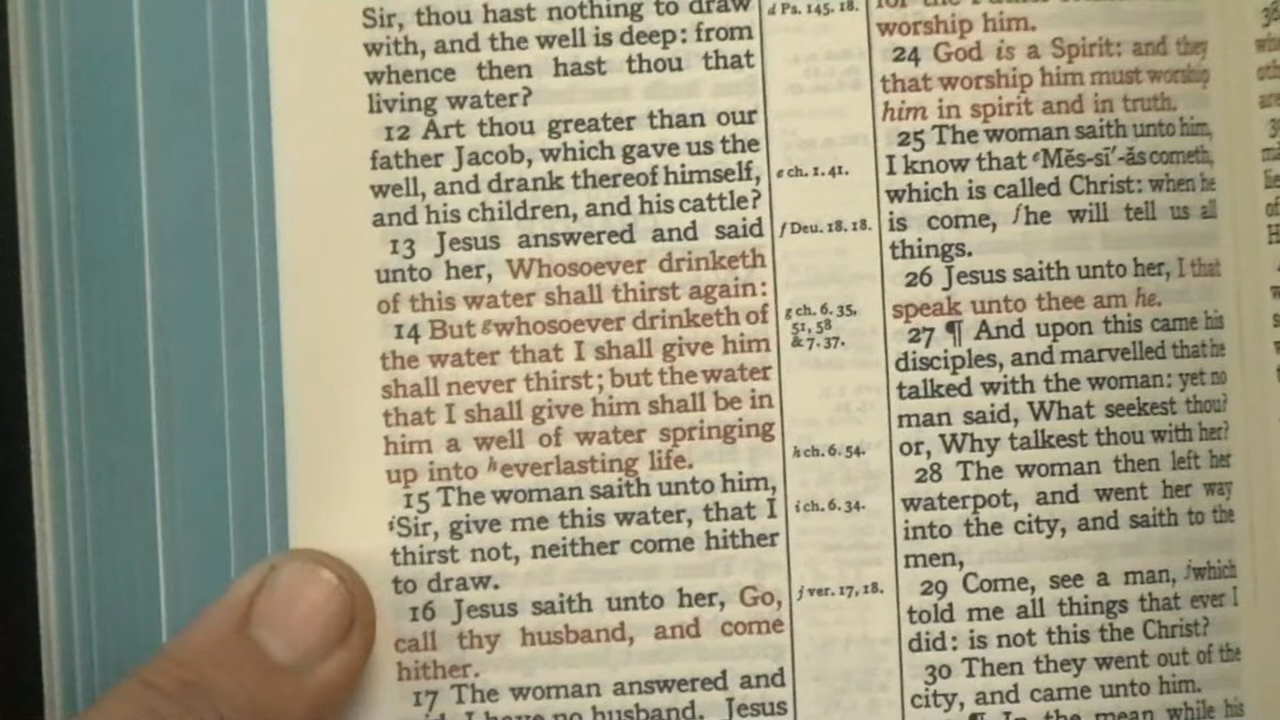 Sir, thou hast nothing to draw
with, and the well is deep: from
whence then hast thou that
living water?
12 Art thou greater than our
father Jacob, which gave us the
well, and drank thereof himself,
and his children, and his cattle?
13 Jesus answered and said
unto her, Whosoever drinketh
of this water shall thirst again:
14 But g whosoever drinketh of
the water that I shall give him
shall never thirst; but the water
that I shall give him shall be in
him a well of water springing
up into h everlasting life.
15 The woman saith unto him,
i Sir, give me this water, that I
thirst not, neither come hither
to draw.
16 Jesus saith unto her, Go,
call thy husband, and come
hither.
17 The woman answered and
I have no husband. Jesus
d Ps. 145. 18.
e ch. 1. 41.
f Deu. 18. 18.
g ch. 6. 35,
51, 58
& 7. 37.
h ch. 6. 54.
i ch. 6. 34.
j ver. 17, 18.
for the Father
worship him.
24 God is a Spirit: and they
that worship him must worship
him in spirit and in truth.
25 The woman saith unto him,
I know that e Mĕs-sī'-ăs cometh,
which is called Christ: when he
is come, f he will tell us all
things.
26 Jesus saith unto her, I that
speak unto thee am he.
27 ¶ And upon this came his
disciples, and marvelled that he
talked with the woman: yet no
man said, What seekest thou?
or, Why talkest thou with her?
28 The woman then left her
waterpot, and went her way
into the city, and saith to the
men,
29 Come, see a man, j which
told me all things that ever I
did: is not this the Christ?
30 Then they went out of the
city, and came unto him.
¶ In the mean while his